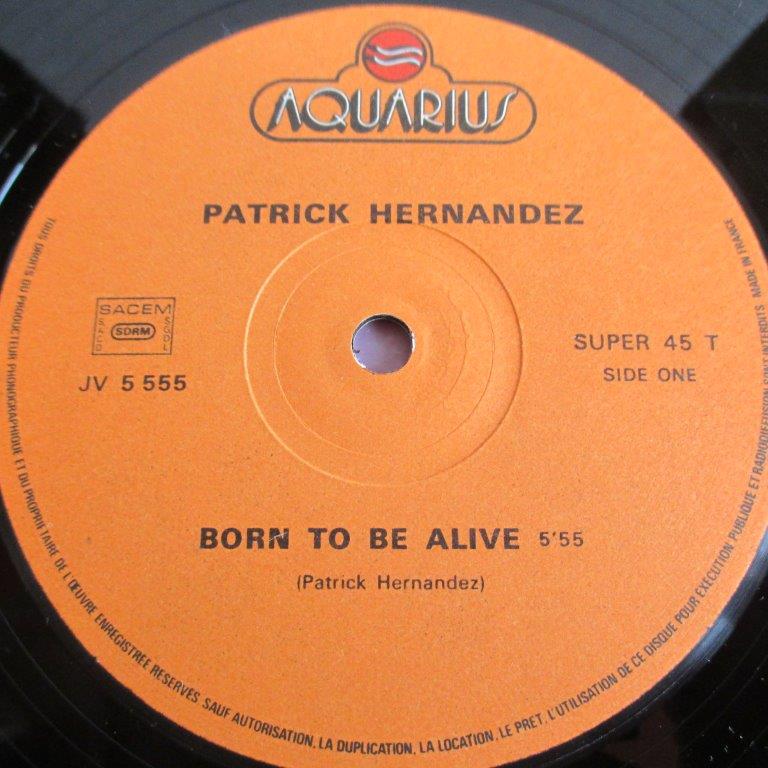 AQUARIUS
PATRICK HERNANDEZ
SACEM
SACD
SDRM
SGDL
JV 5 555
SUPER 45 T
SIDE ONE
BORN TO BE ALIVE 5'55
(Patrick Hernandez)
TOUS DROITS DU PRODUCTEUR PHONOGRAPHIQUE ET DU PROPRIETAIRE DE L'ŒUVRE ENREGISTREE RESERVES. SAUF AUTORISATION, LA DUPLICATION, LA LOCATION, LE PRET, L'UTILISATION DE CE DISQUE POUR EXECUTION PUBLIQUE ET RADIODIFFUSION SONT INTERDITS MADE IN FRANCE